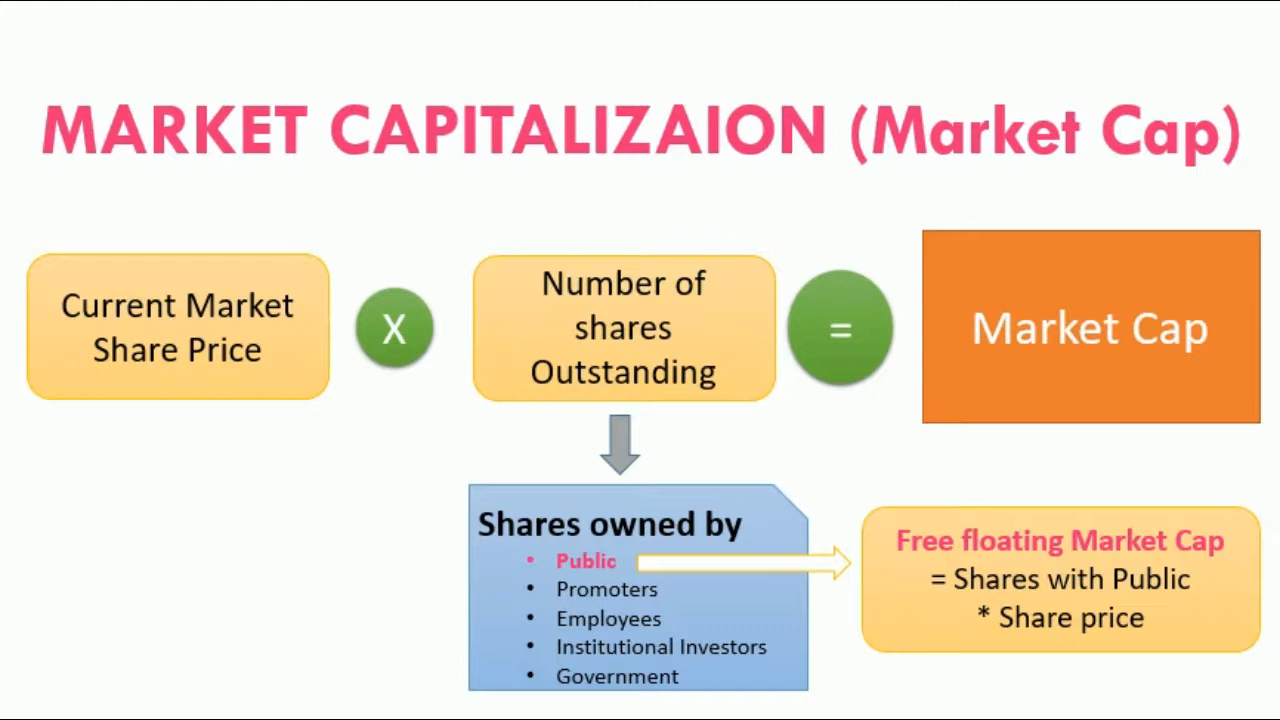 MARKET CAPITALIZAION (Market Cap)
Current Market
Share Price
X
Number of
shares
Outstanding
=
Market Cap
Shares owned by
• Public
• Promoters
• Employees
• Institutional Investors
• Government
Free floating Market Cap
= Shares with Public
* Share price